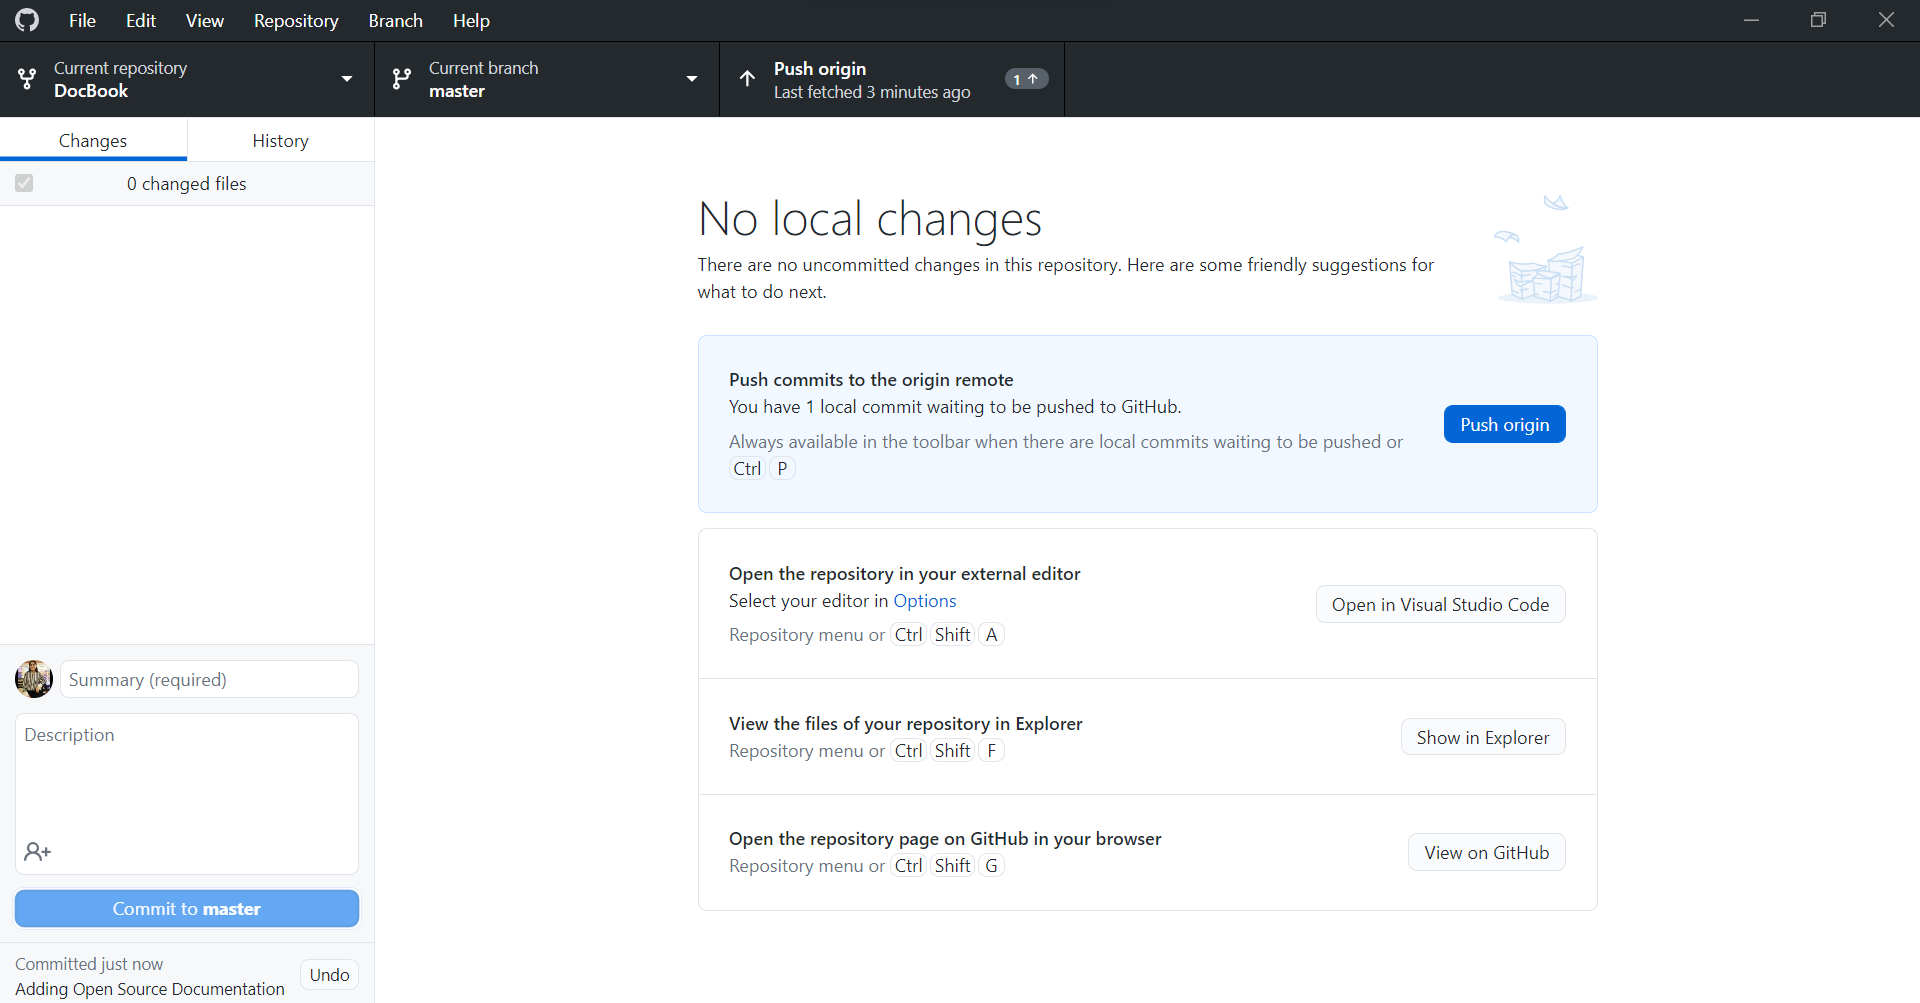 File Edit View Repository Branch Help
Current repository
DocBook
Current branch
master
Push origin
Last fetched 3 minutes ago
1
Changes History
0 changed files
No local changes
There are no uncommitted changes in this repository. Here are some friendly suggestions for
what to do next.
Push commits to the origin remote
You have 1 local commit waiting to be pushed to GitHub.
Always available in the toolbar when there are local commits waiting to be pushed or
Ctrl P
Push origin
Open the repository in your external editor
Select your editor in Options
Repository menu or Ctrl Shift A
Open in Visual Studio Code
View the files of your repository in Explorer
Repository menu or Ctrl Shift F
Show in Explorer
Open the repository page on GitHub in your browser
Repository menu or Ctrl Shift G
View on GitHub
Summary (required)
Description
Commit to master
Committed just now
Adding Open Source Documentation
Undo